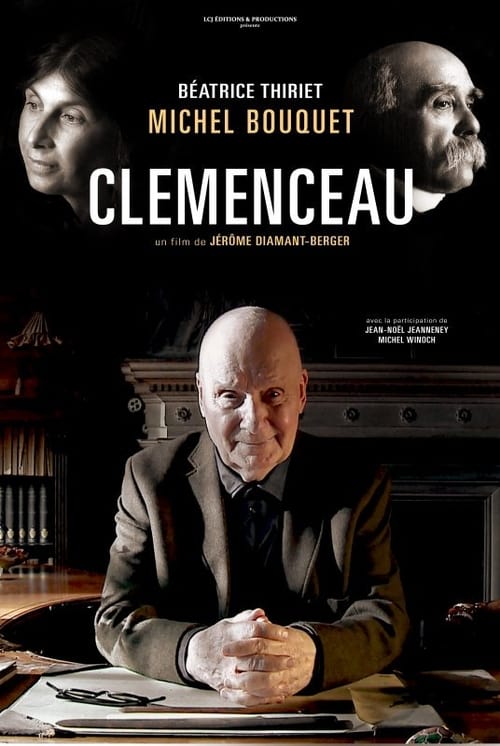 LCJ ÉDITIONS & PRODUCTIONS
présente
BÉATRICE THIRIET
MICHEL BOUQUET
CLEMENCEAU
un film de JÉRÔME DIAMANT-BERGER
avec la participation de
JEAN-NOËL JEANNENEY
MICHEL WINOCH